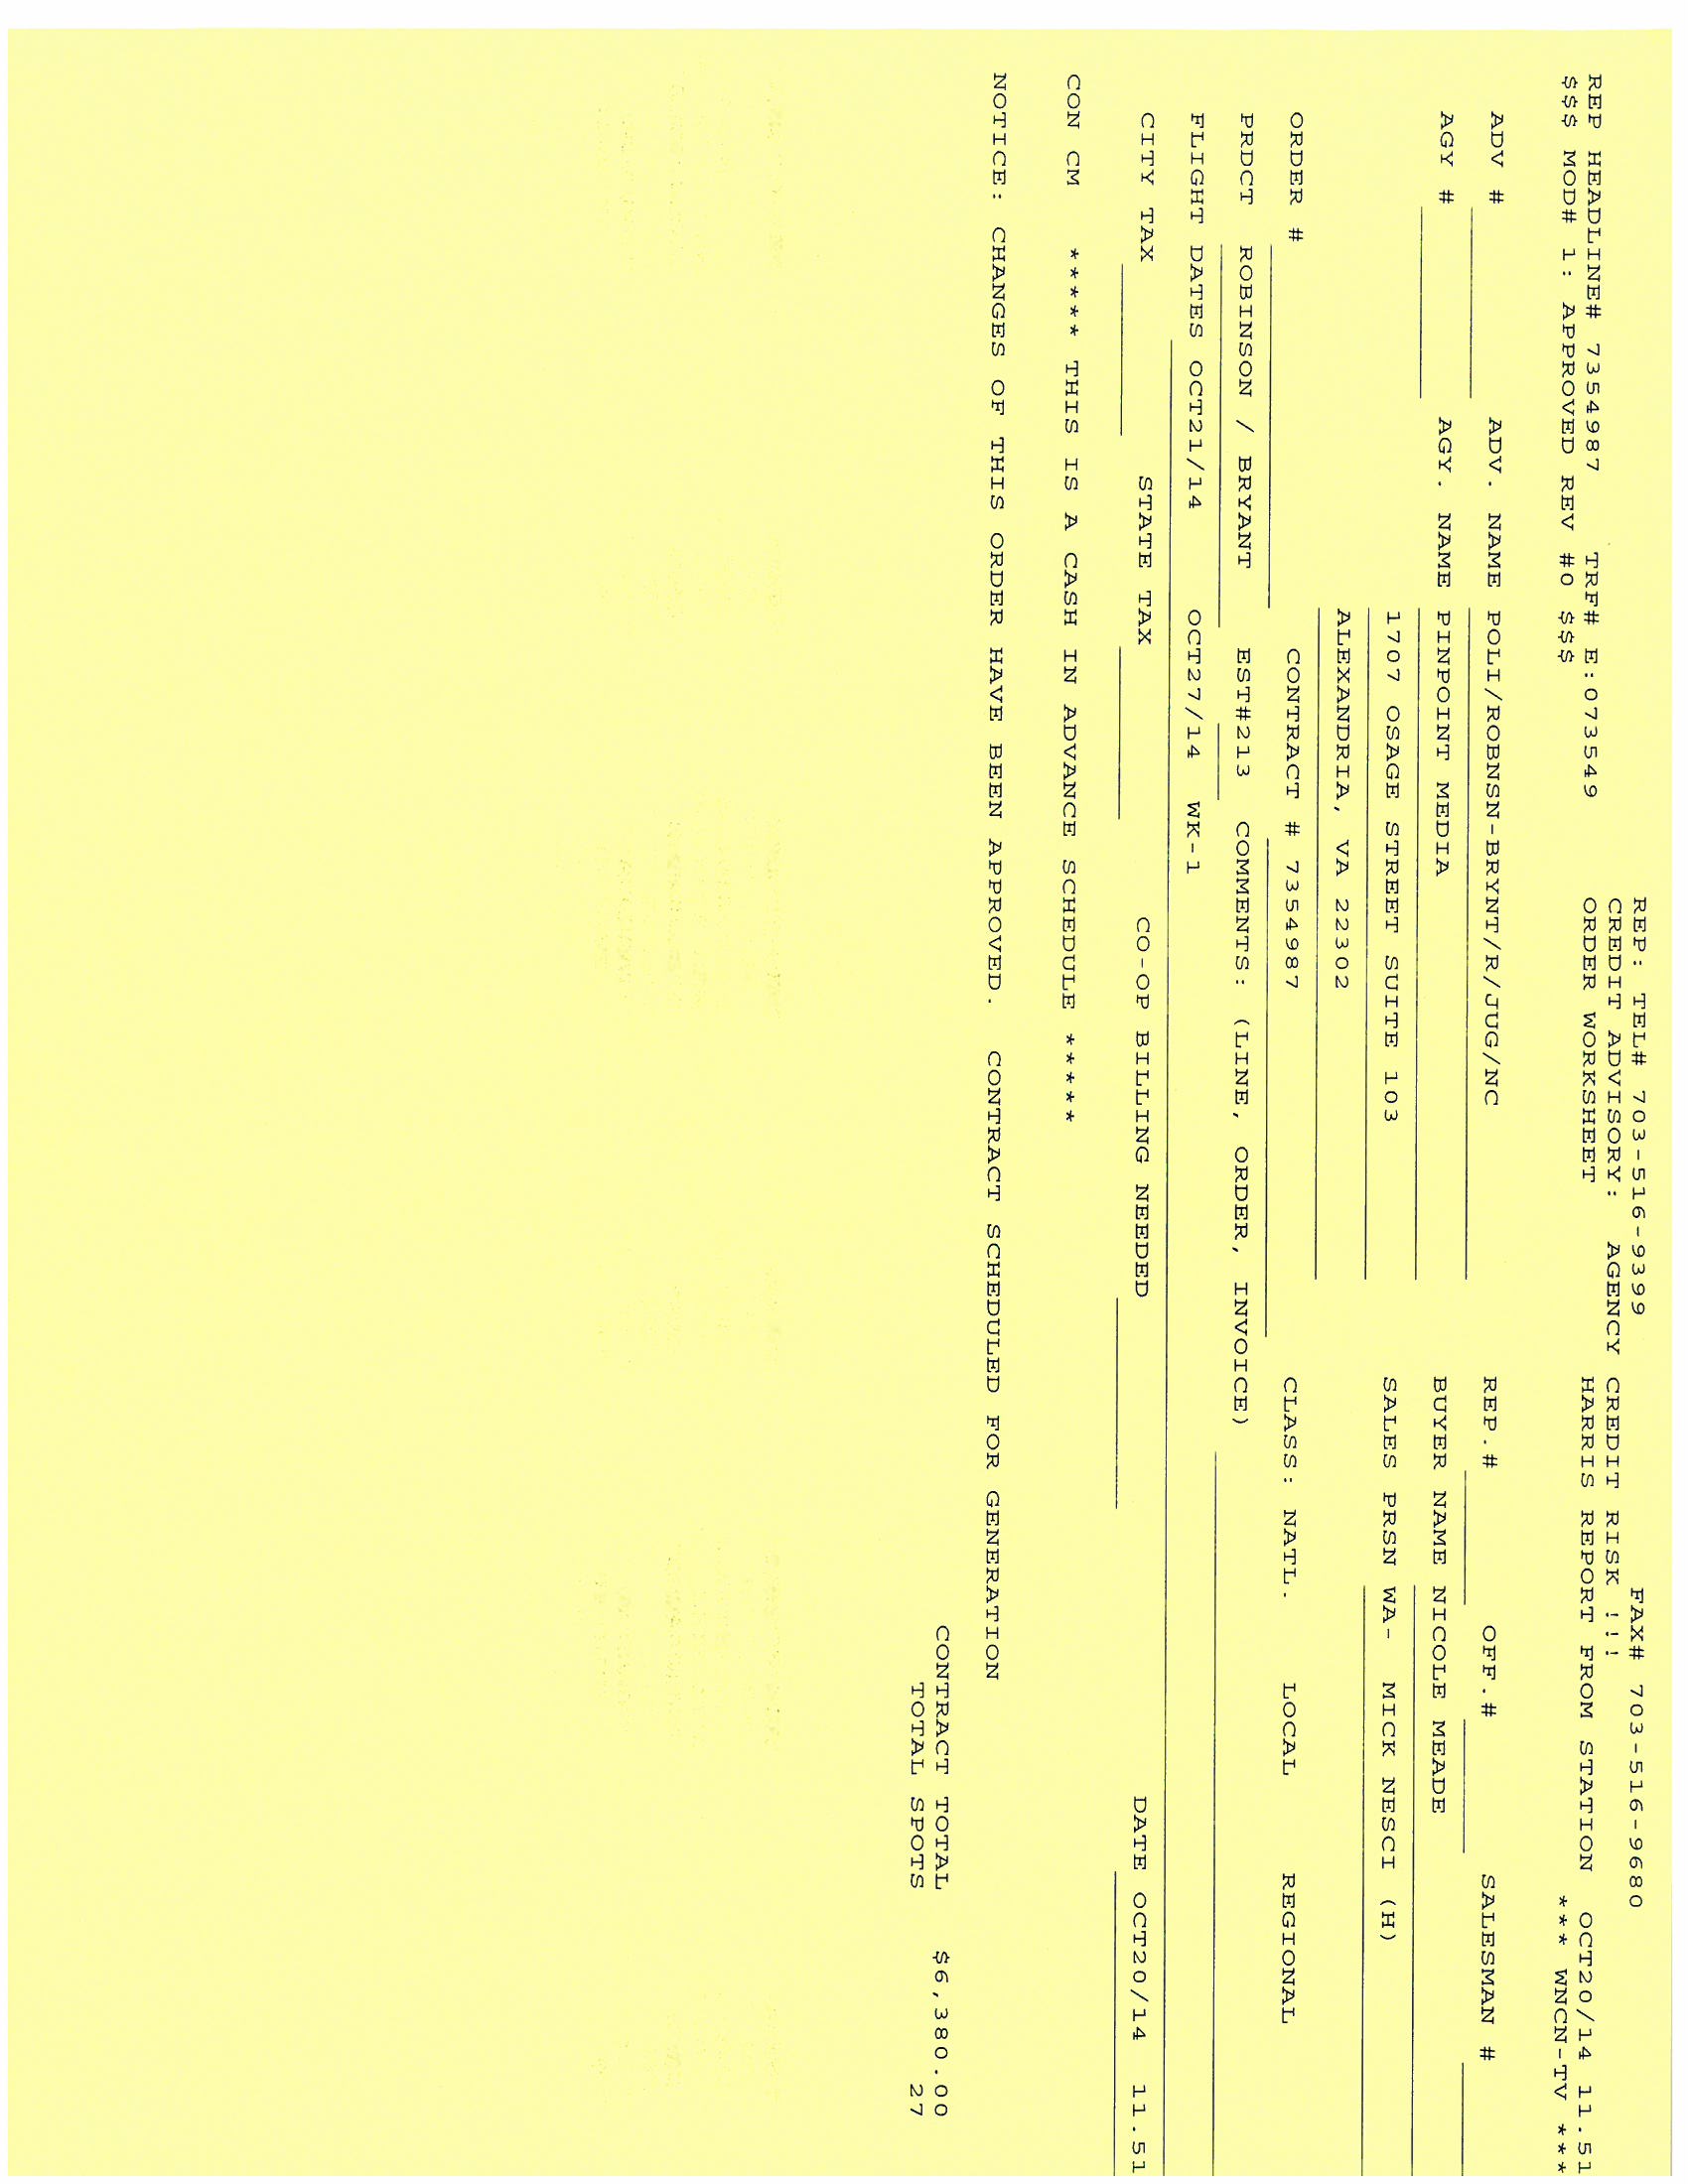 REP: TEL# 703-516-9399 FAX# 703-516-9680
CREDIT ADVISORY: AGENCY CREDIT RISK !!!
REP HEADLINE# 7354987 TRF# E:073549 ORDER WORKSHEET HARRIS REPORT FROM STATION OCT20/14 11.51
$$$ MOD# 1: APPROVED REV #0 $$$ *** WNCN-TV ***
ADV # ADV. NAME POLI/ROBNSN-BRYNT/R/JUG/NC REP.# OFF.# SALESMAN #
AGY # AGY. NAME PINPOINT MEDIA BUYER NAME NICOLE MEADE
1707 OSAGE STREET SUITE 103 SALES PRSN WA- MICK NESCI (H)
ALEXANDRIA, VA 22302
ORDER # CONTRACT # 7354987 CLASS: NATL. LOCAL REGIONAL
PRDCT ROBINSON / BRYANT EST#213 COMMENTS: (LINE, ORDER, INVOICE)
FLIGHT DATES OCT21/14 OCT27/14 WK-1
CITY TAX STATE TAX CO-OP BILLING NEEDED DATE OCT20/14 11.51
CON CM ***** THIS IS A CASH IN ADVANCE SCHEDULE *****
NOTICE: CHANGES OF THIS ORDER HAVE BEEN APPROVED. CONTRACT SCHEDULED FOR GENERATION
CONTRACT TOTAL $6,380.00
TOTAL SPOTS 27